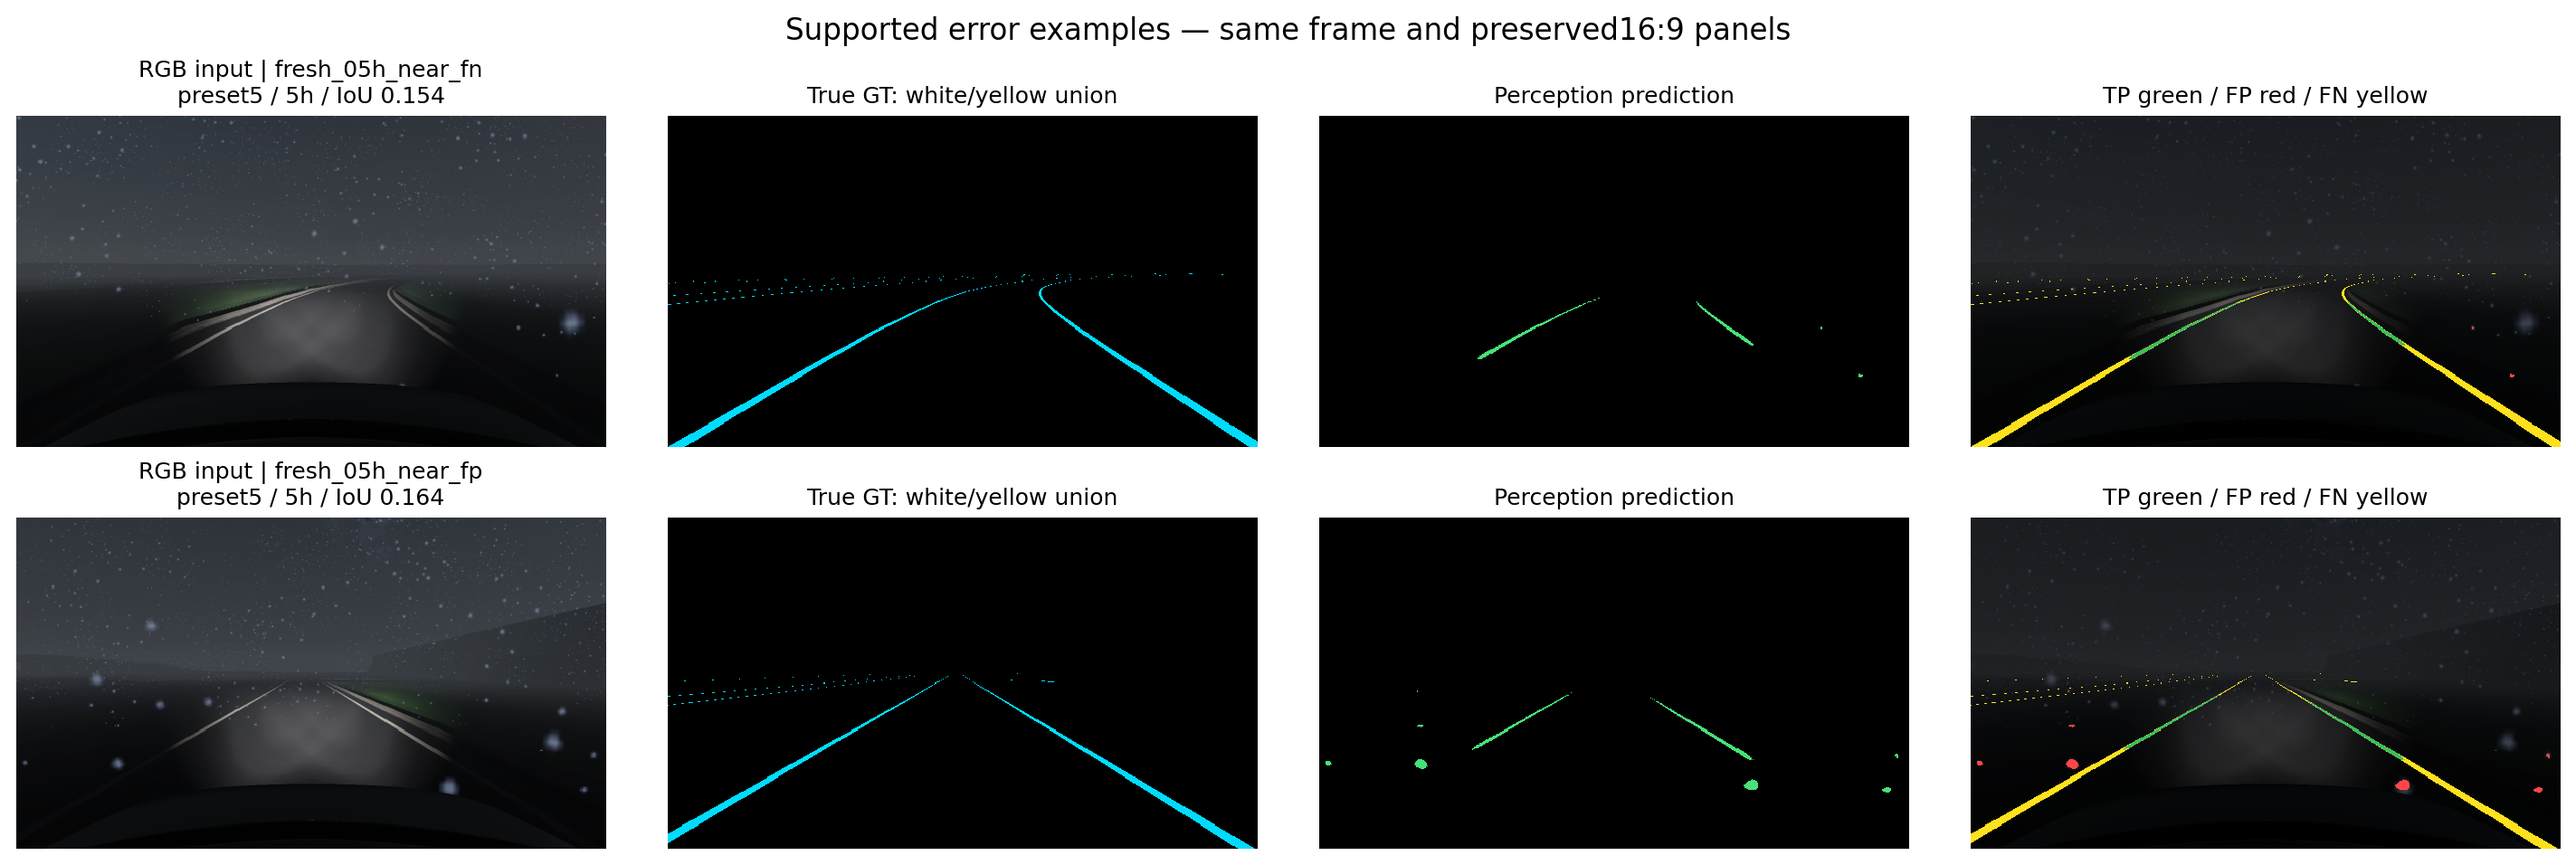 Supported error examples — same frame and preserved16:9 panels
RGB input | fresh_05h_near_fn
preset5 / 5h / IoU 0.154
True GT: white/yellow union
Perception prediction
TP green / FP red / FN yellow
RGB input | fresh_05h_near_fp
preset5 / 5h / IoU 0.164
True GT: white/yellow union
Perception prediction
TP green / FP red / FN yellow